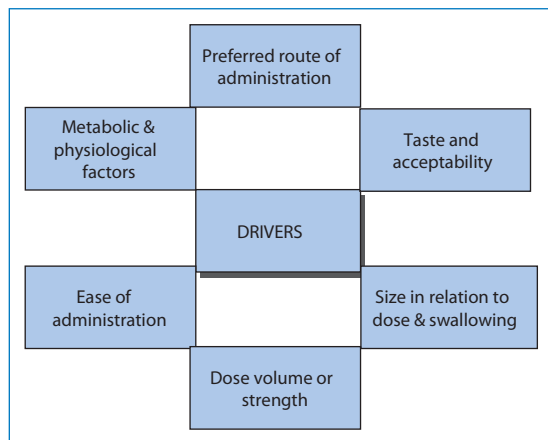 Preferred route of
administration
Metabolic &
physiological
factors
Taste and
acceptability
DRIVERS
Ease of
administration
Size in relation to
dose & swallowing
Dose volume or
strength